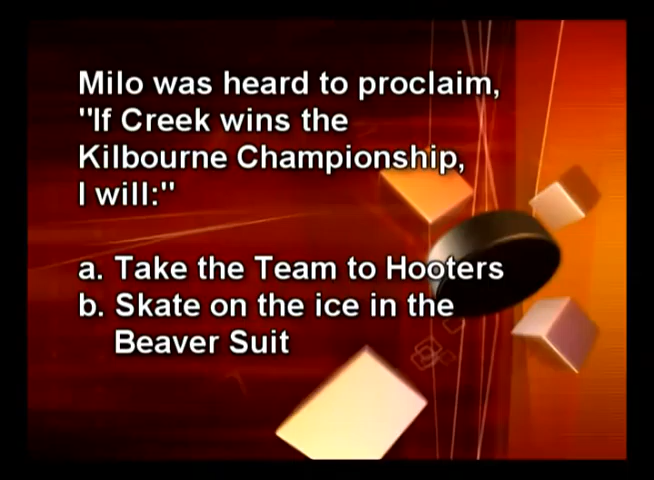 Milo was heard to proclaim,
"If Creek wins the
Kilbourne Championship,
I will:"
a. Take the Team to Hooters
b. Skate on the ice in the
Beaver Suit